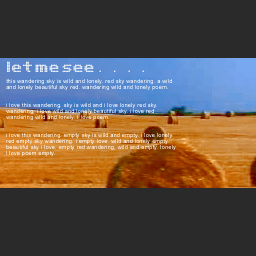 let me see . . . .
this wandering sky is wild and lonely. red sky wandering. a wild
and lonely beautiful sky red. wandering wild and lonely poem.
i love this wandering. sky is wild and i love lonely red sky.
wandering. i love wild and lonely beautiful sky. i love red.
wandering wild and lonely. i love poem.
i love this wandering. empty sky is wild and empty. i love lonely
red empty sky wandering. i empty love. wild and lonely empty
beautiful sky i love. empty red wandering, wild and empty. lonely
i love poem empty.